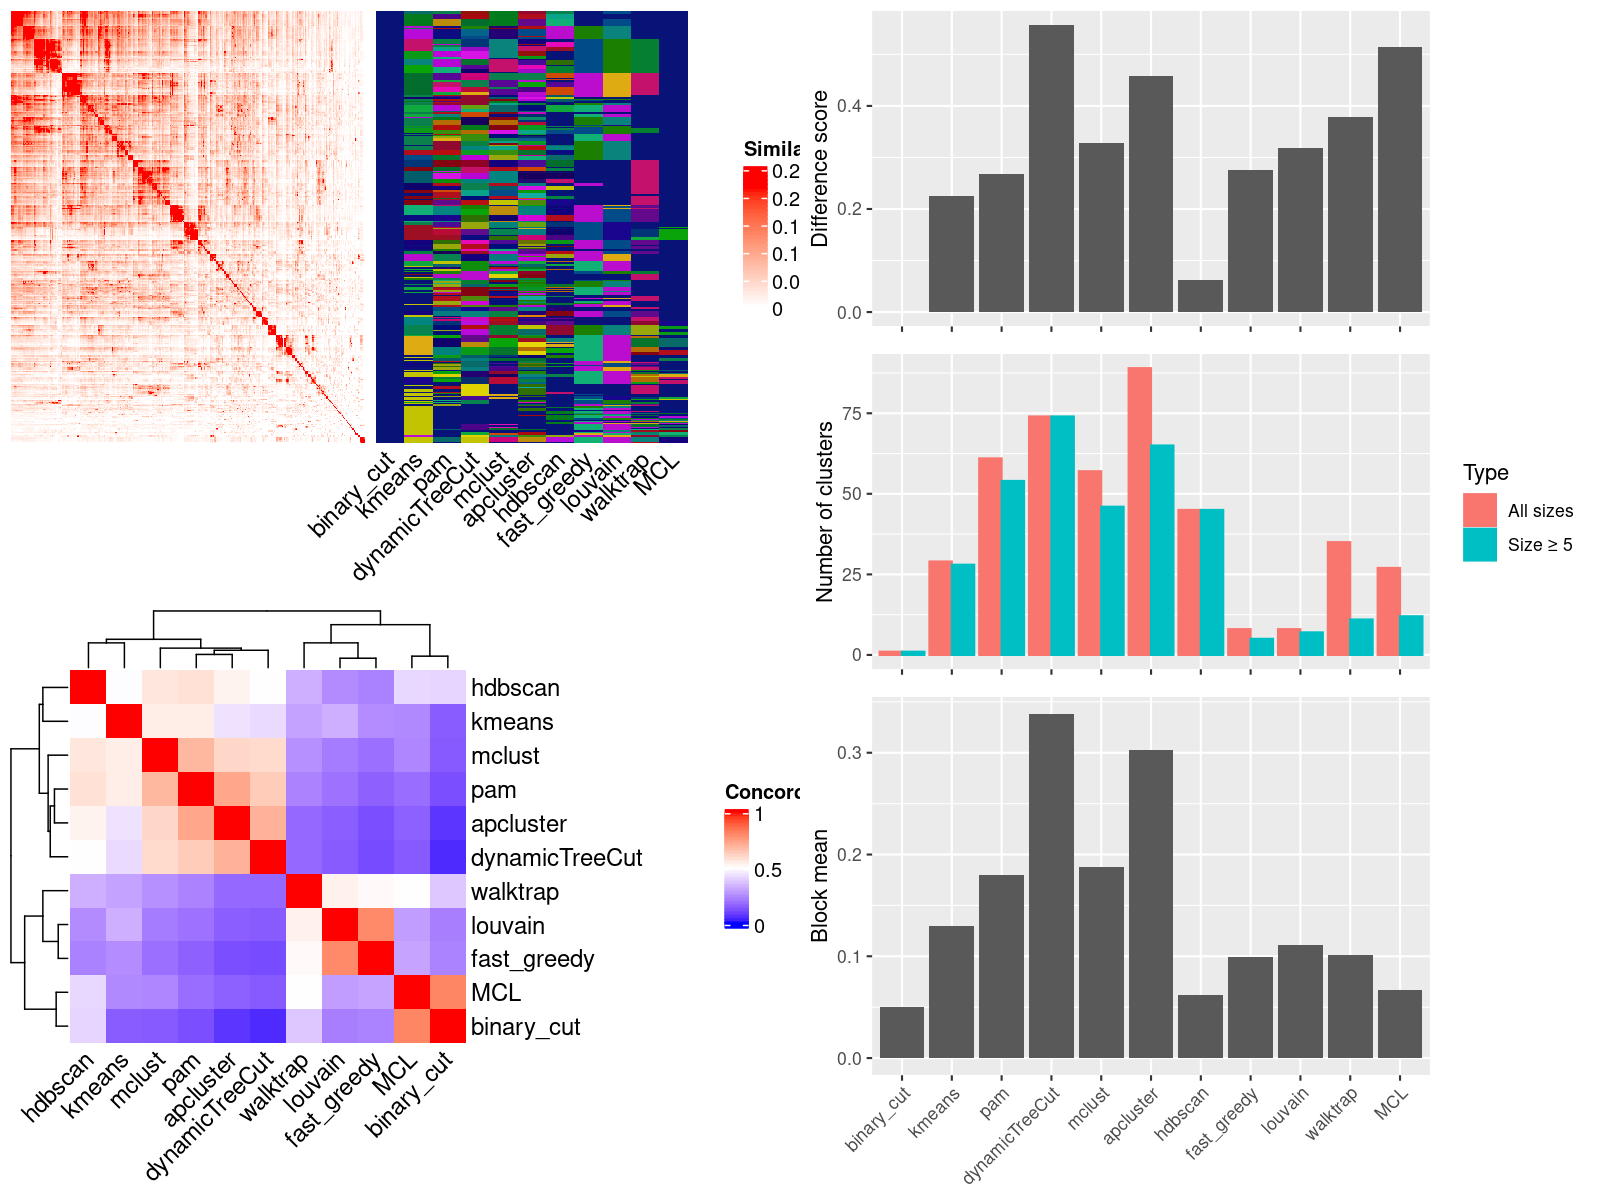 Simila
0.2
0.2
0.1
0.1
0.0
0
binary_cut
kmeans
pam
dynamicTreeCut
mclust
apcluster
hdbscan
fast_greedy
louvain
walktrap
MCL
Difference score
0.4
0.2
0.0
Number of clusters
75
50
25
0
Type
All sizes
Size ≥ 5
hdbscan
kmeans
mclust
pam
apcluster
dynamicTreeCut
walktrap
louvain
fast_greedy
MCL
binary_cut
hdbscan
kmeans
mclust
pam
apcluster
dynamicTreeCut
walktrap
louvain
fast_greedy
MCL
binary_cut
Concord
1
0.5
0
Block mean
0.3
0.2
0.1
0.0
binary_cut
kmeans
pam
dynamicTreeCut
mclust
apcluster
hdbscan
fast_greedy
louvain
walktrap
MCL